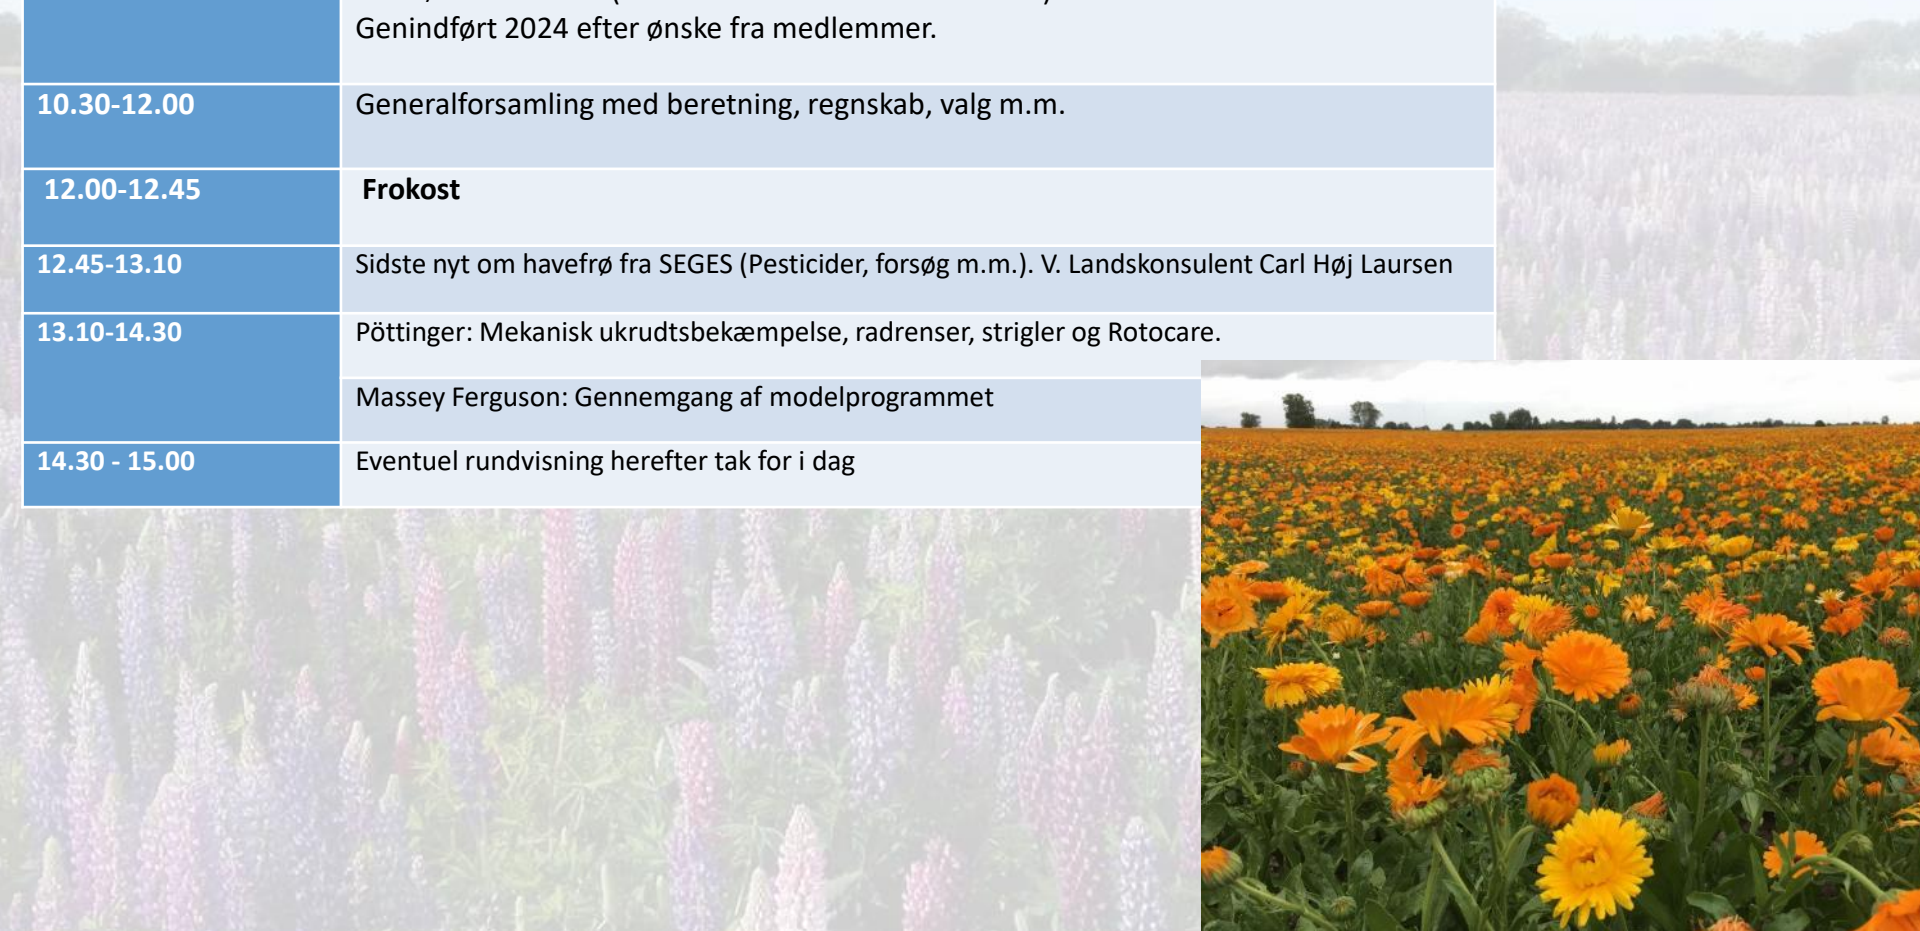 Genindført 2024 efter ønske fra medlemmer.
10.30-12.00 Generalforsamling med beretning, regnskab, valg m.m.
12.00-12.45 Frokost
12.45-13.10 Sidste nyt om havefrø fra SEGES (Pesticider, forsøg m.m.). V. Landskonsulent Carl Høj Laursen
13.10-14.30 Pöttinger: Mekanisk ukrudtsbekæmpelse, radrenser, strigler og Rotocare.
Massey Ferguson: Gennemgang af modelprogrammet
14.30 - 15.00 Eventuel rundvisning herefter tak for i dag